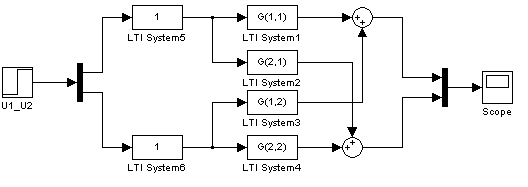 1
G(1,1)
+
+
LTI System5
LTI System1
G(2,1)
U1_U2
LTI System2
Scope
G(1,2)
LTI System3
+
+
1
G(2,2)
LTI System6
LTI System4